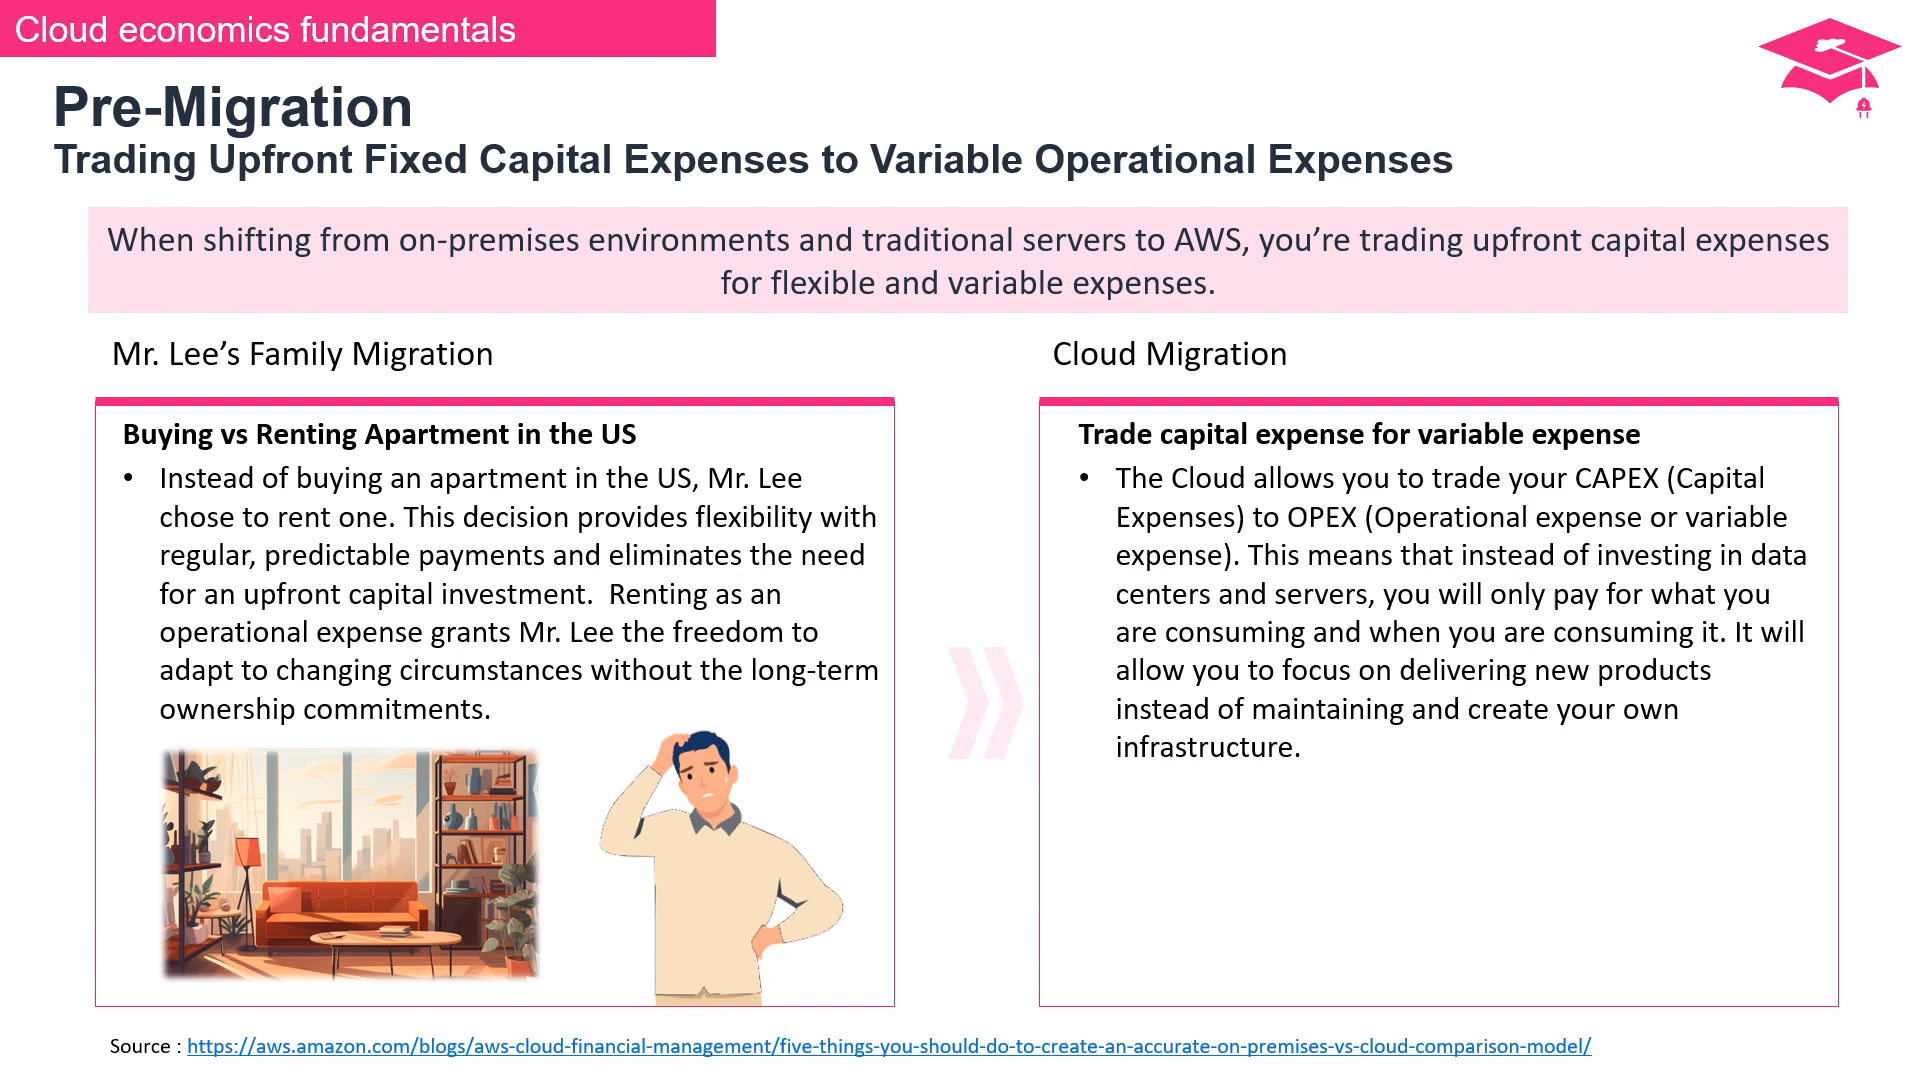 Cloud economics fundamentals
Pre-Migration
Trading Upfront Fixed Capital Expenses to Variable Operational Expenses
When shifting from on-premises environments and traditional servers to AWS, you’re trading upfront capital expenses
for flexible and variable expenses.
Mr. Lee’s Family Migration
Buying vs Renting Apartment in the US
• Instead of buying an apartment in the US, Mr. Lee
chose to rent one. This decision provides flexibility with
regular, predictable payments and eliminates the need
for an upfront capital investment.  Renting as an
operational expense grants Mr. Lee the freedom to
adapt to changing circumstances without the long-term
ownership commitments.
Cloud Migration
Trade capital expense for variable expense
• The Cloud allows you to trade your CAPEX (Capital
Expenses) to OPEX (Operational expense or variable
expense). This means that instead of investing in data
centers and servers, you will only pay for what you
are consuming and when you are consuming it. It will
allow you to focus on delivering new products
instead of maintaining and create your own
infrastructure.
Source : https://aws.amazon.com/blogs/aws-cloud-financial-management/five-things-you-should-do-to-create-an-accurate-on-premises-vs-cloud-comparison-model/